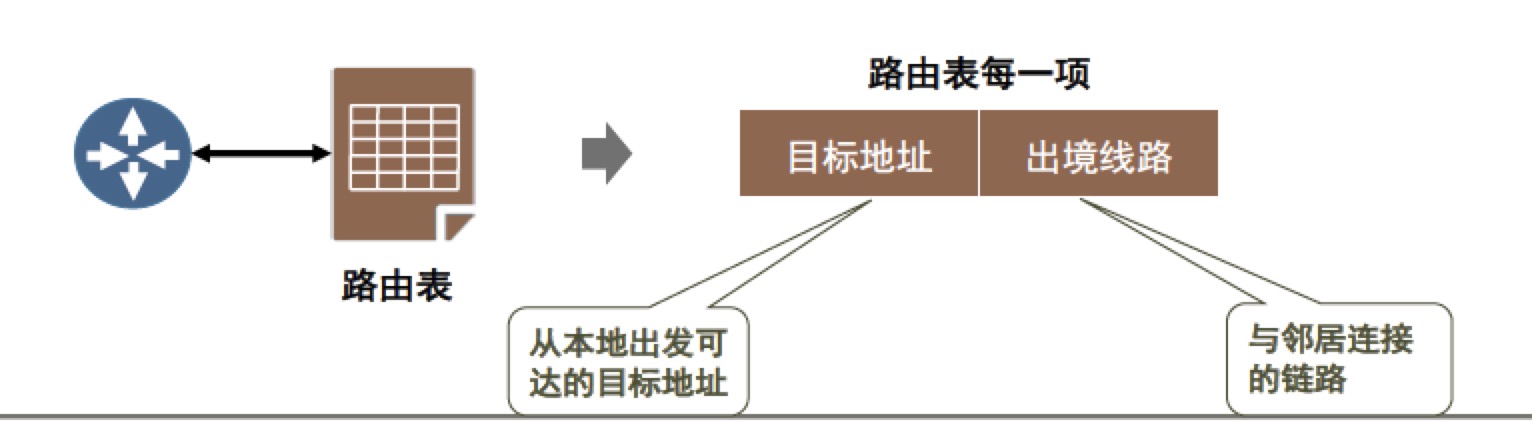 路由表每一项
目标地址
出境线路
路由表
从本地出发可
达的目标地址
与邻居连接
的链路